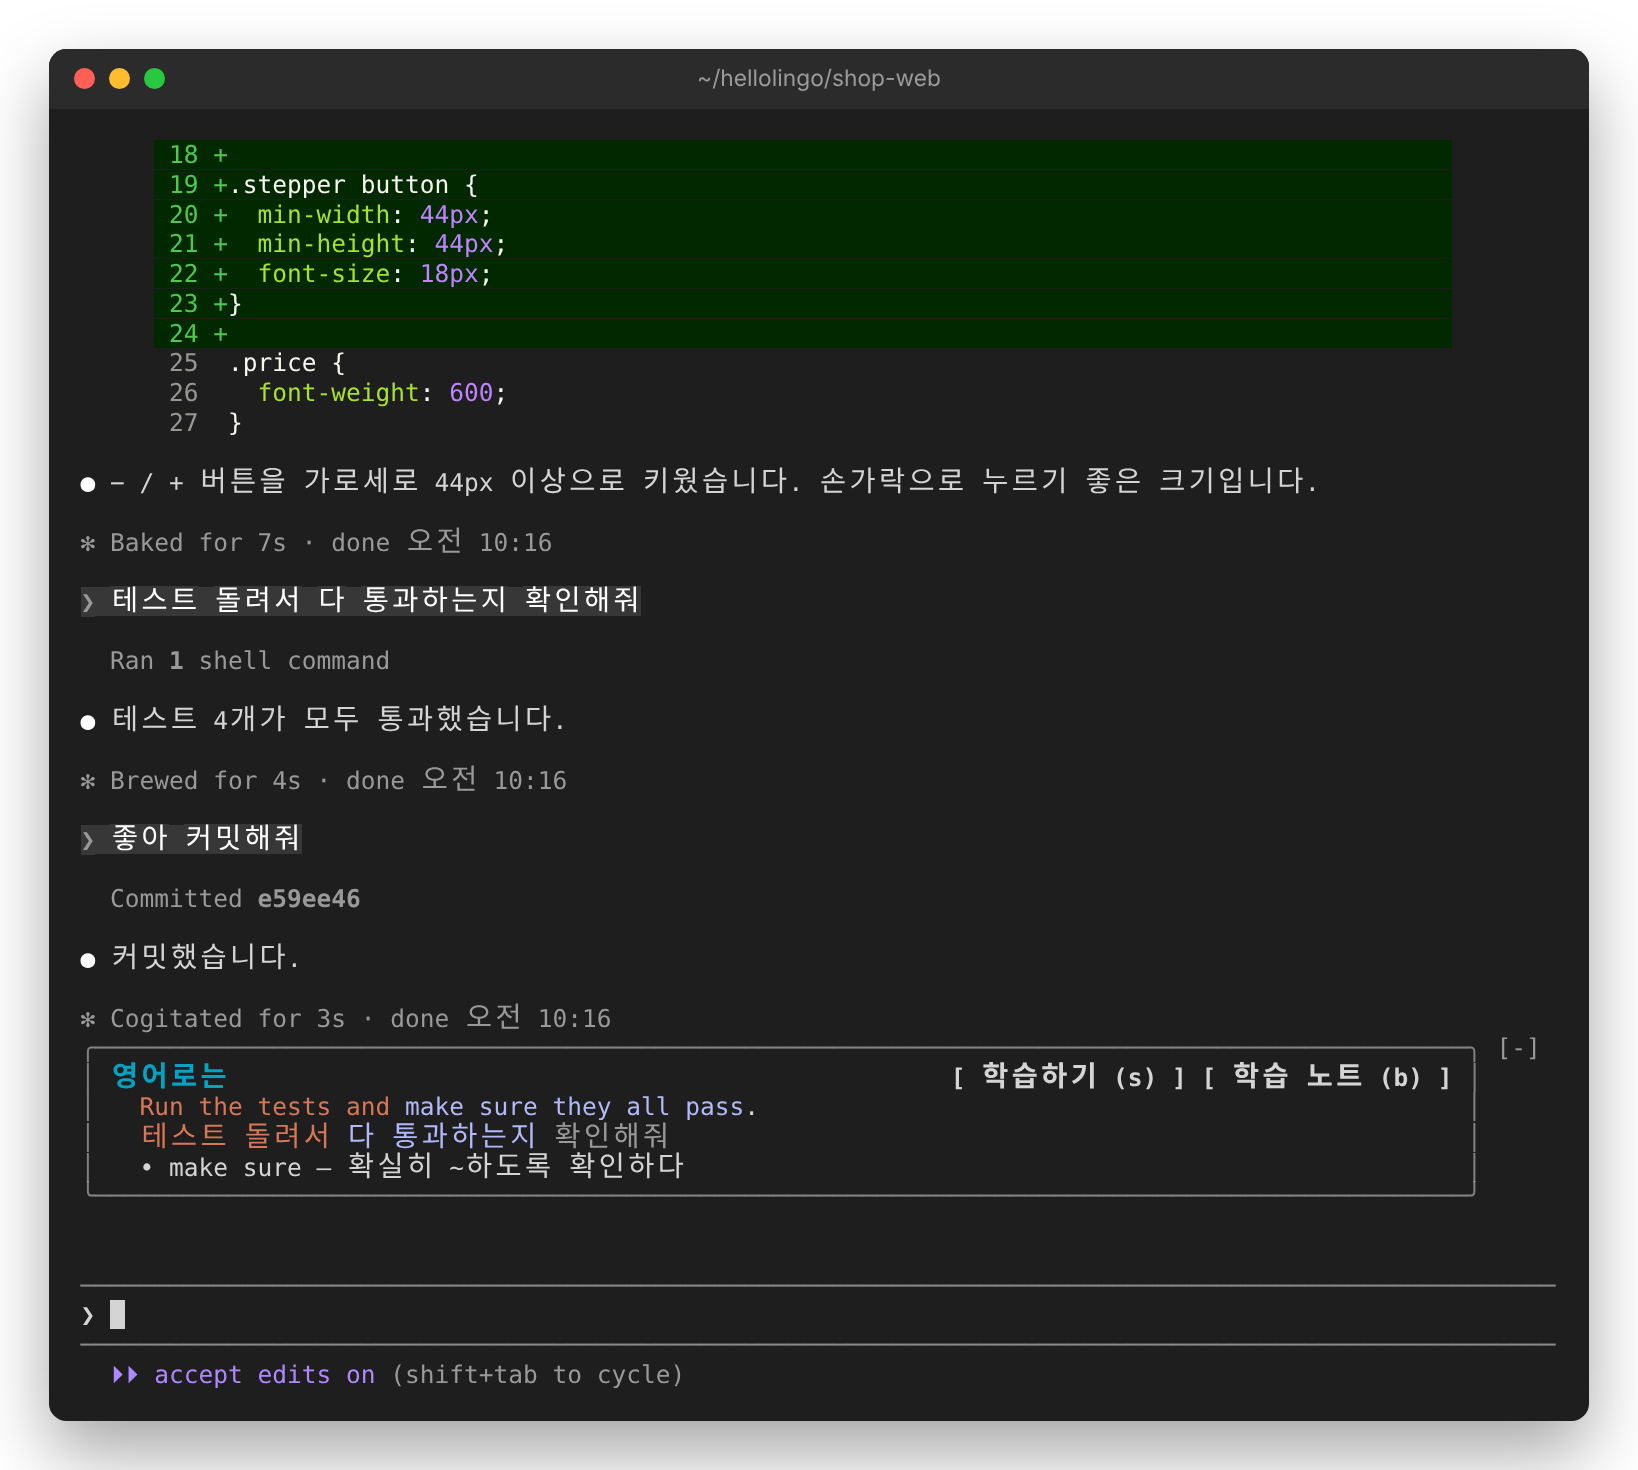 ~/hellolingo/shop-web
18 +
19 +.stepper button {
20 +  min-width: 44px;
21 +  min-height: 44px;
22 +  font-size: 18px;
23 +}
24 +
25  .price {
26    font-weight: 600;
27  }
● − / + 버튼을 가로세로 44px 이상으로 키웠습니다. 손가락으로 누르기 좋은 크기입니다.
✻ Baked for 7s · done 오전 10:16
❯ 테스트 돌려서 다 통과하는지 확인해줘
Ran 1 shell command
● 테스트 4개가 모두 통과했습니다.
✻ Brewed for 4s · done 오전 10:16
❯ 좋아 커밋해줘
Committed e59ee46
● 커밋했습니다.
✻ Cogitated for 3s · done 오전 10:16
[-]
영어로는 [ 학습하기 (s) ] [ 학습 노트 (b) ]
Run the tests and make sure they all pass.
테스트 돌려서 다 통과하는지 확인해줘
• make sure — 확실히 ~하도록 확인하다
❯
⏵⏵ accept edits on (shift+tab to cycle)